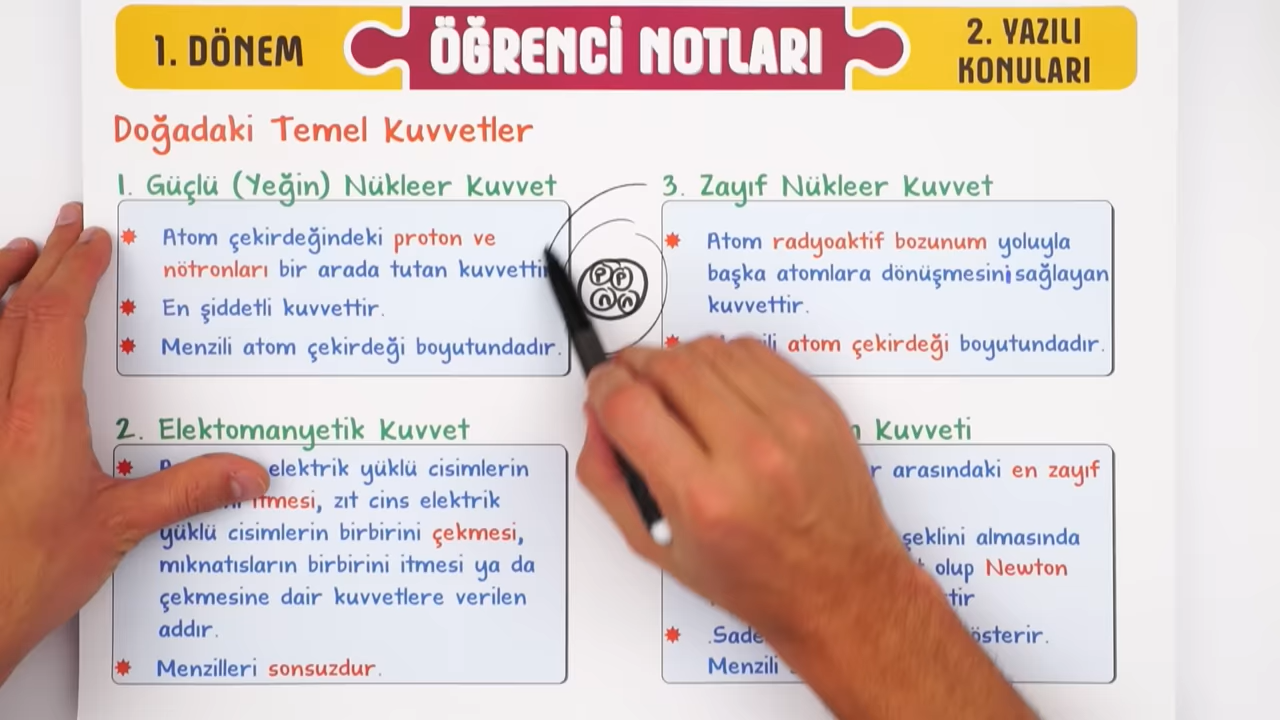 1. DÖNEM
ÖĞRENCİ NOTLARI
2. YAZILI
KONULARI
Doğadaki Temel Kuvvetler
1. Güçlü (Yeğin) Nükleer Kuvvet
Atom çekirdeğindeki proton ve
nötronları bir arada tutan kuvvettir
En şiddetli kuvvettir.
Menzili atom çekirdeği boyutundadır.
P P
n n
2. Elektomanyetik Kuvvet
elektrik yüklü cisimlerin
itmesi, zıt cins elektrik
yüklü cisimlerin birbirini çekmesi,
mıknatısların birbirini itmesi ya da
çekmesine dair kuvvetlere verilen
addır.
Menzilleri sonsuzdur.
3. Zayıf Nükleer Kuvvet
Atom radyoaktif bozunum yoluyla
başka atomlara dönüşmesini sağlayan
kuvvettir.
atom çekirdeği boyutundadır.
Kuvveti
arasındaki en zayıf
şeklini almasında
olup Newton
Menzili